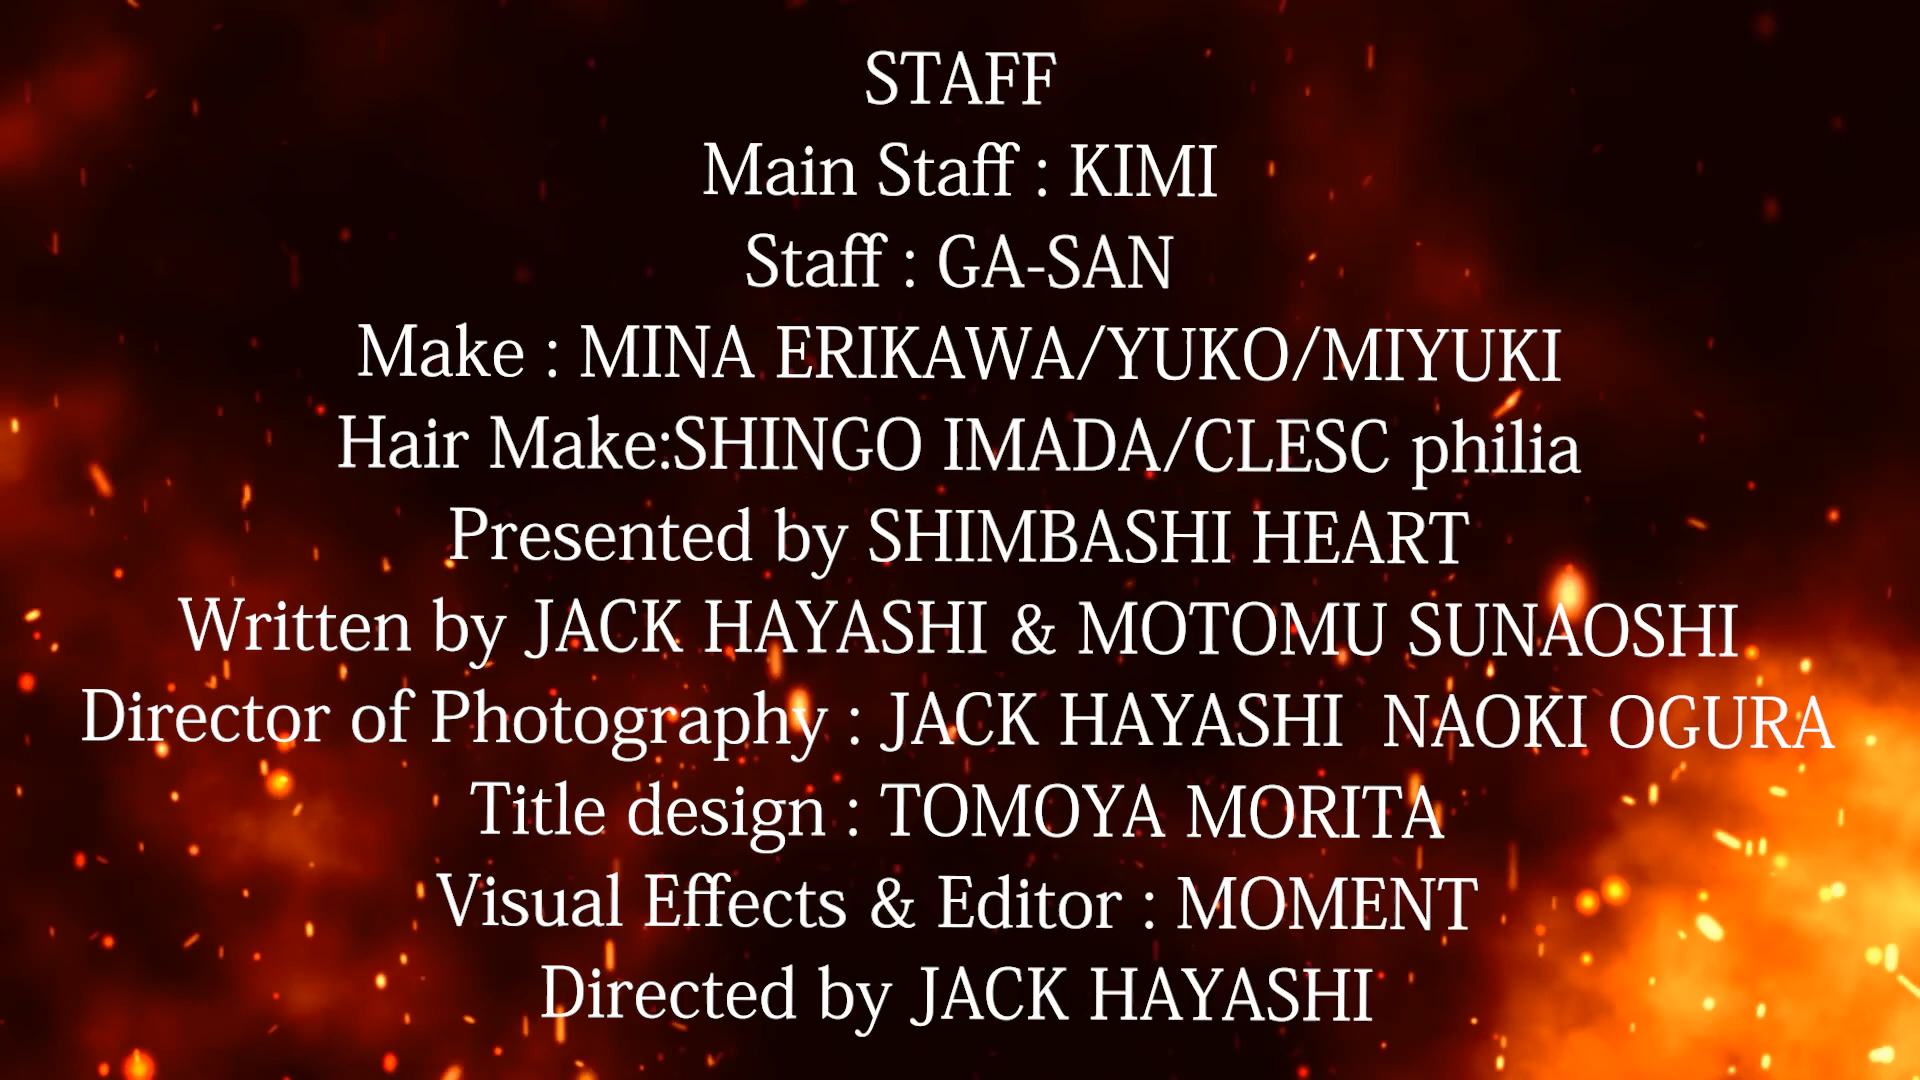 STAFF
Main Staff : KIMI
Staff : GA-SAN
Make : MINA ERIKAWA/YUKO/MIYUKI
Hair Make:SHINGO IMADA/CLESC philia
Presented by SHIMBASHI HEART
Written by JACK HAYASHI & MOTOMU SUNAOSHI
Director of Photography : JACK HAYASHI  NAOKI OGURA
Title design : TOMOYA MORITA
Visual Effects & Editor : MOMENT
Directed by JACK HAYASHI